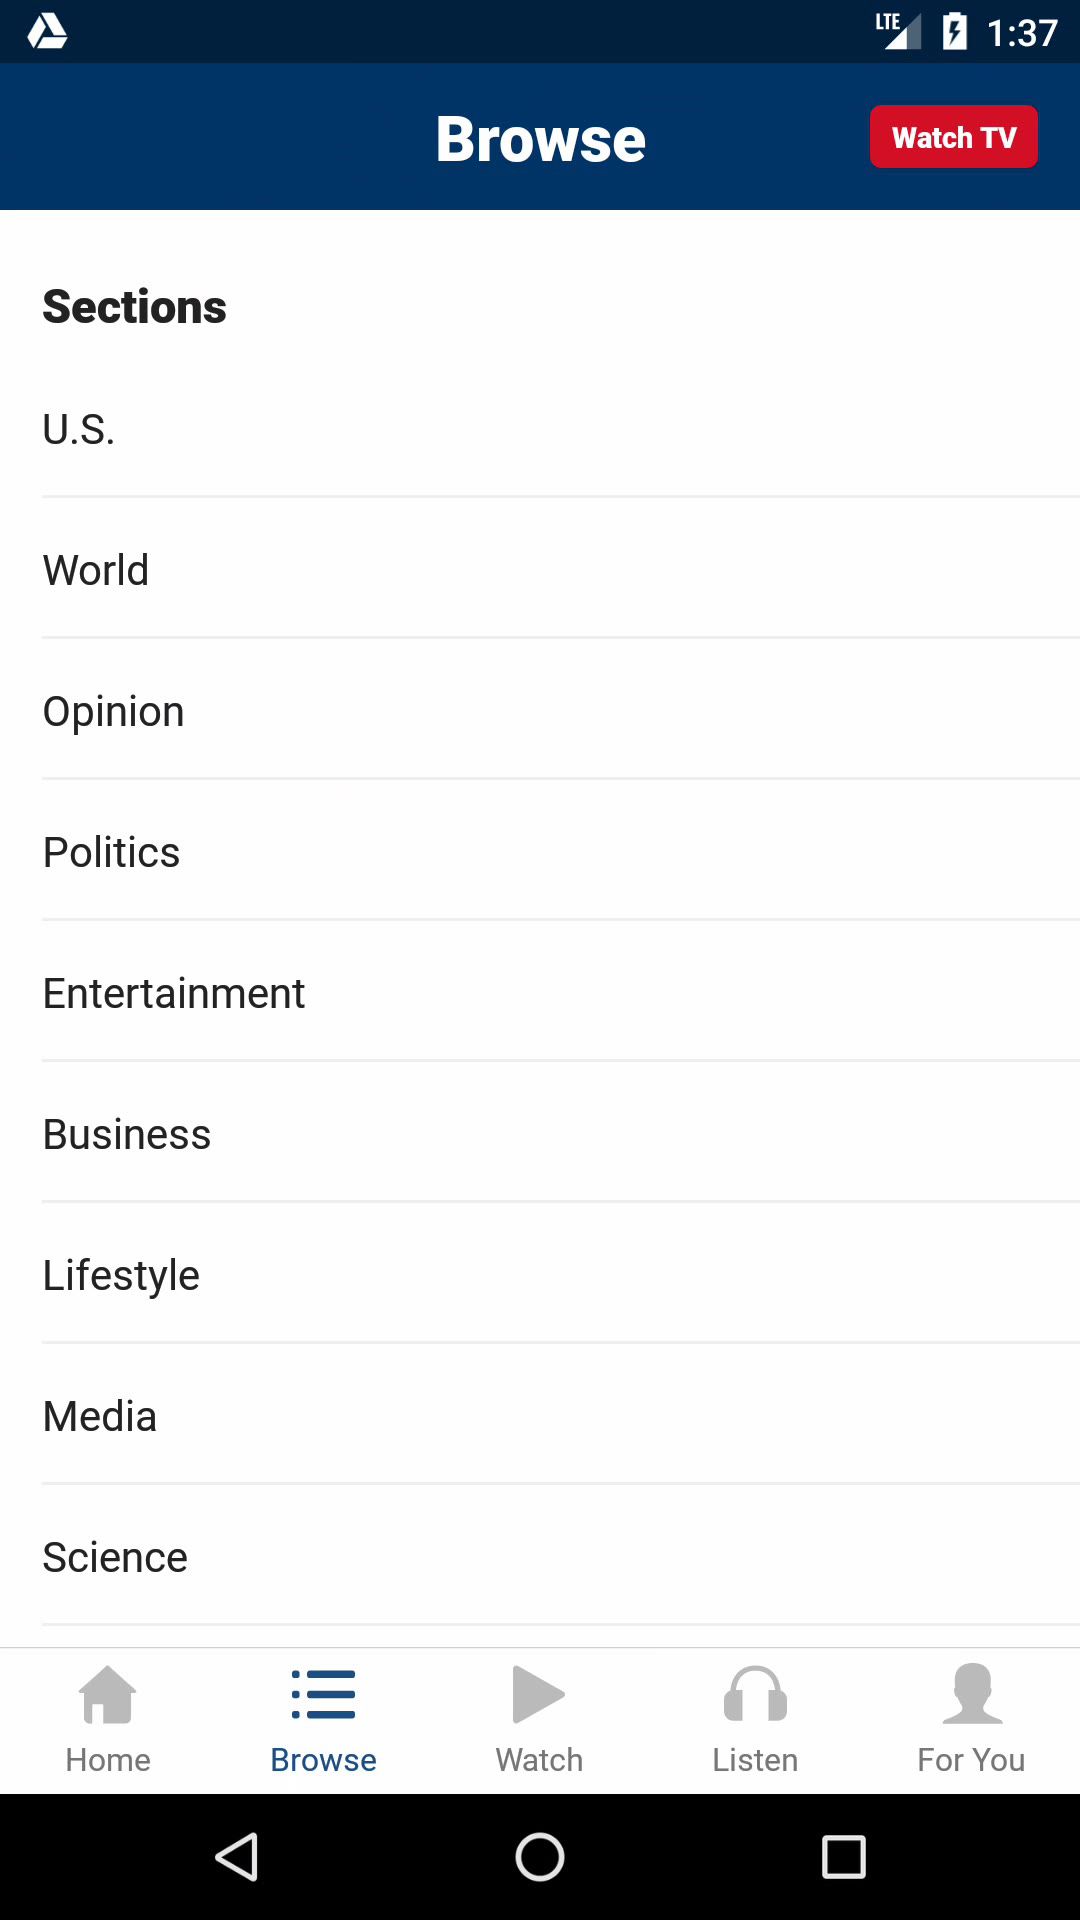 LTE 1:37
Browse
Watch TV
Sections
U.S.
World
Opinion
Politics
Entertainment
Business
Lifestyle
Media
Science
Home Browse Watch Listen For You